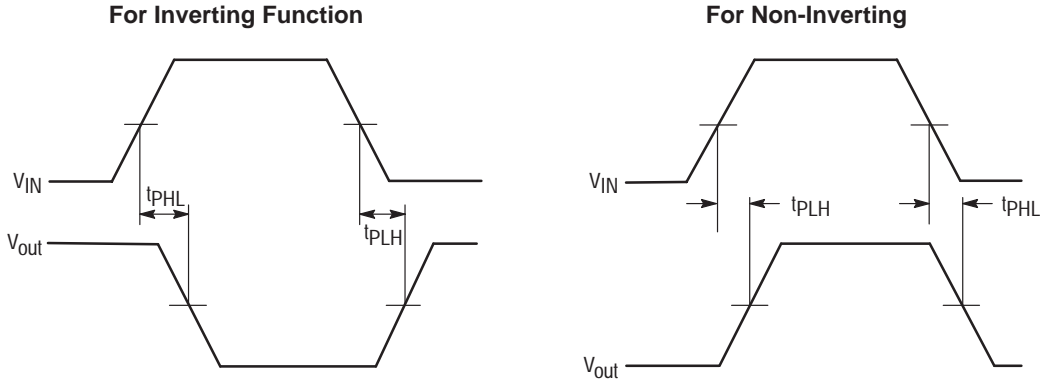 For Inverting Function
VIN
tPHL
tPLH
Vout
For Non-Inverting
VIN
tPLH
tPHL
Vout